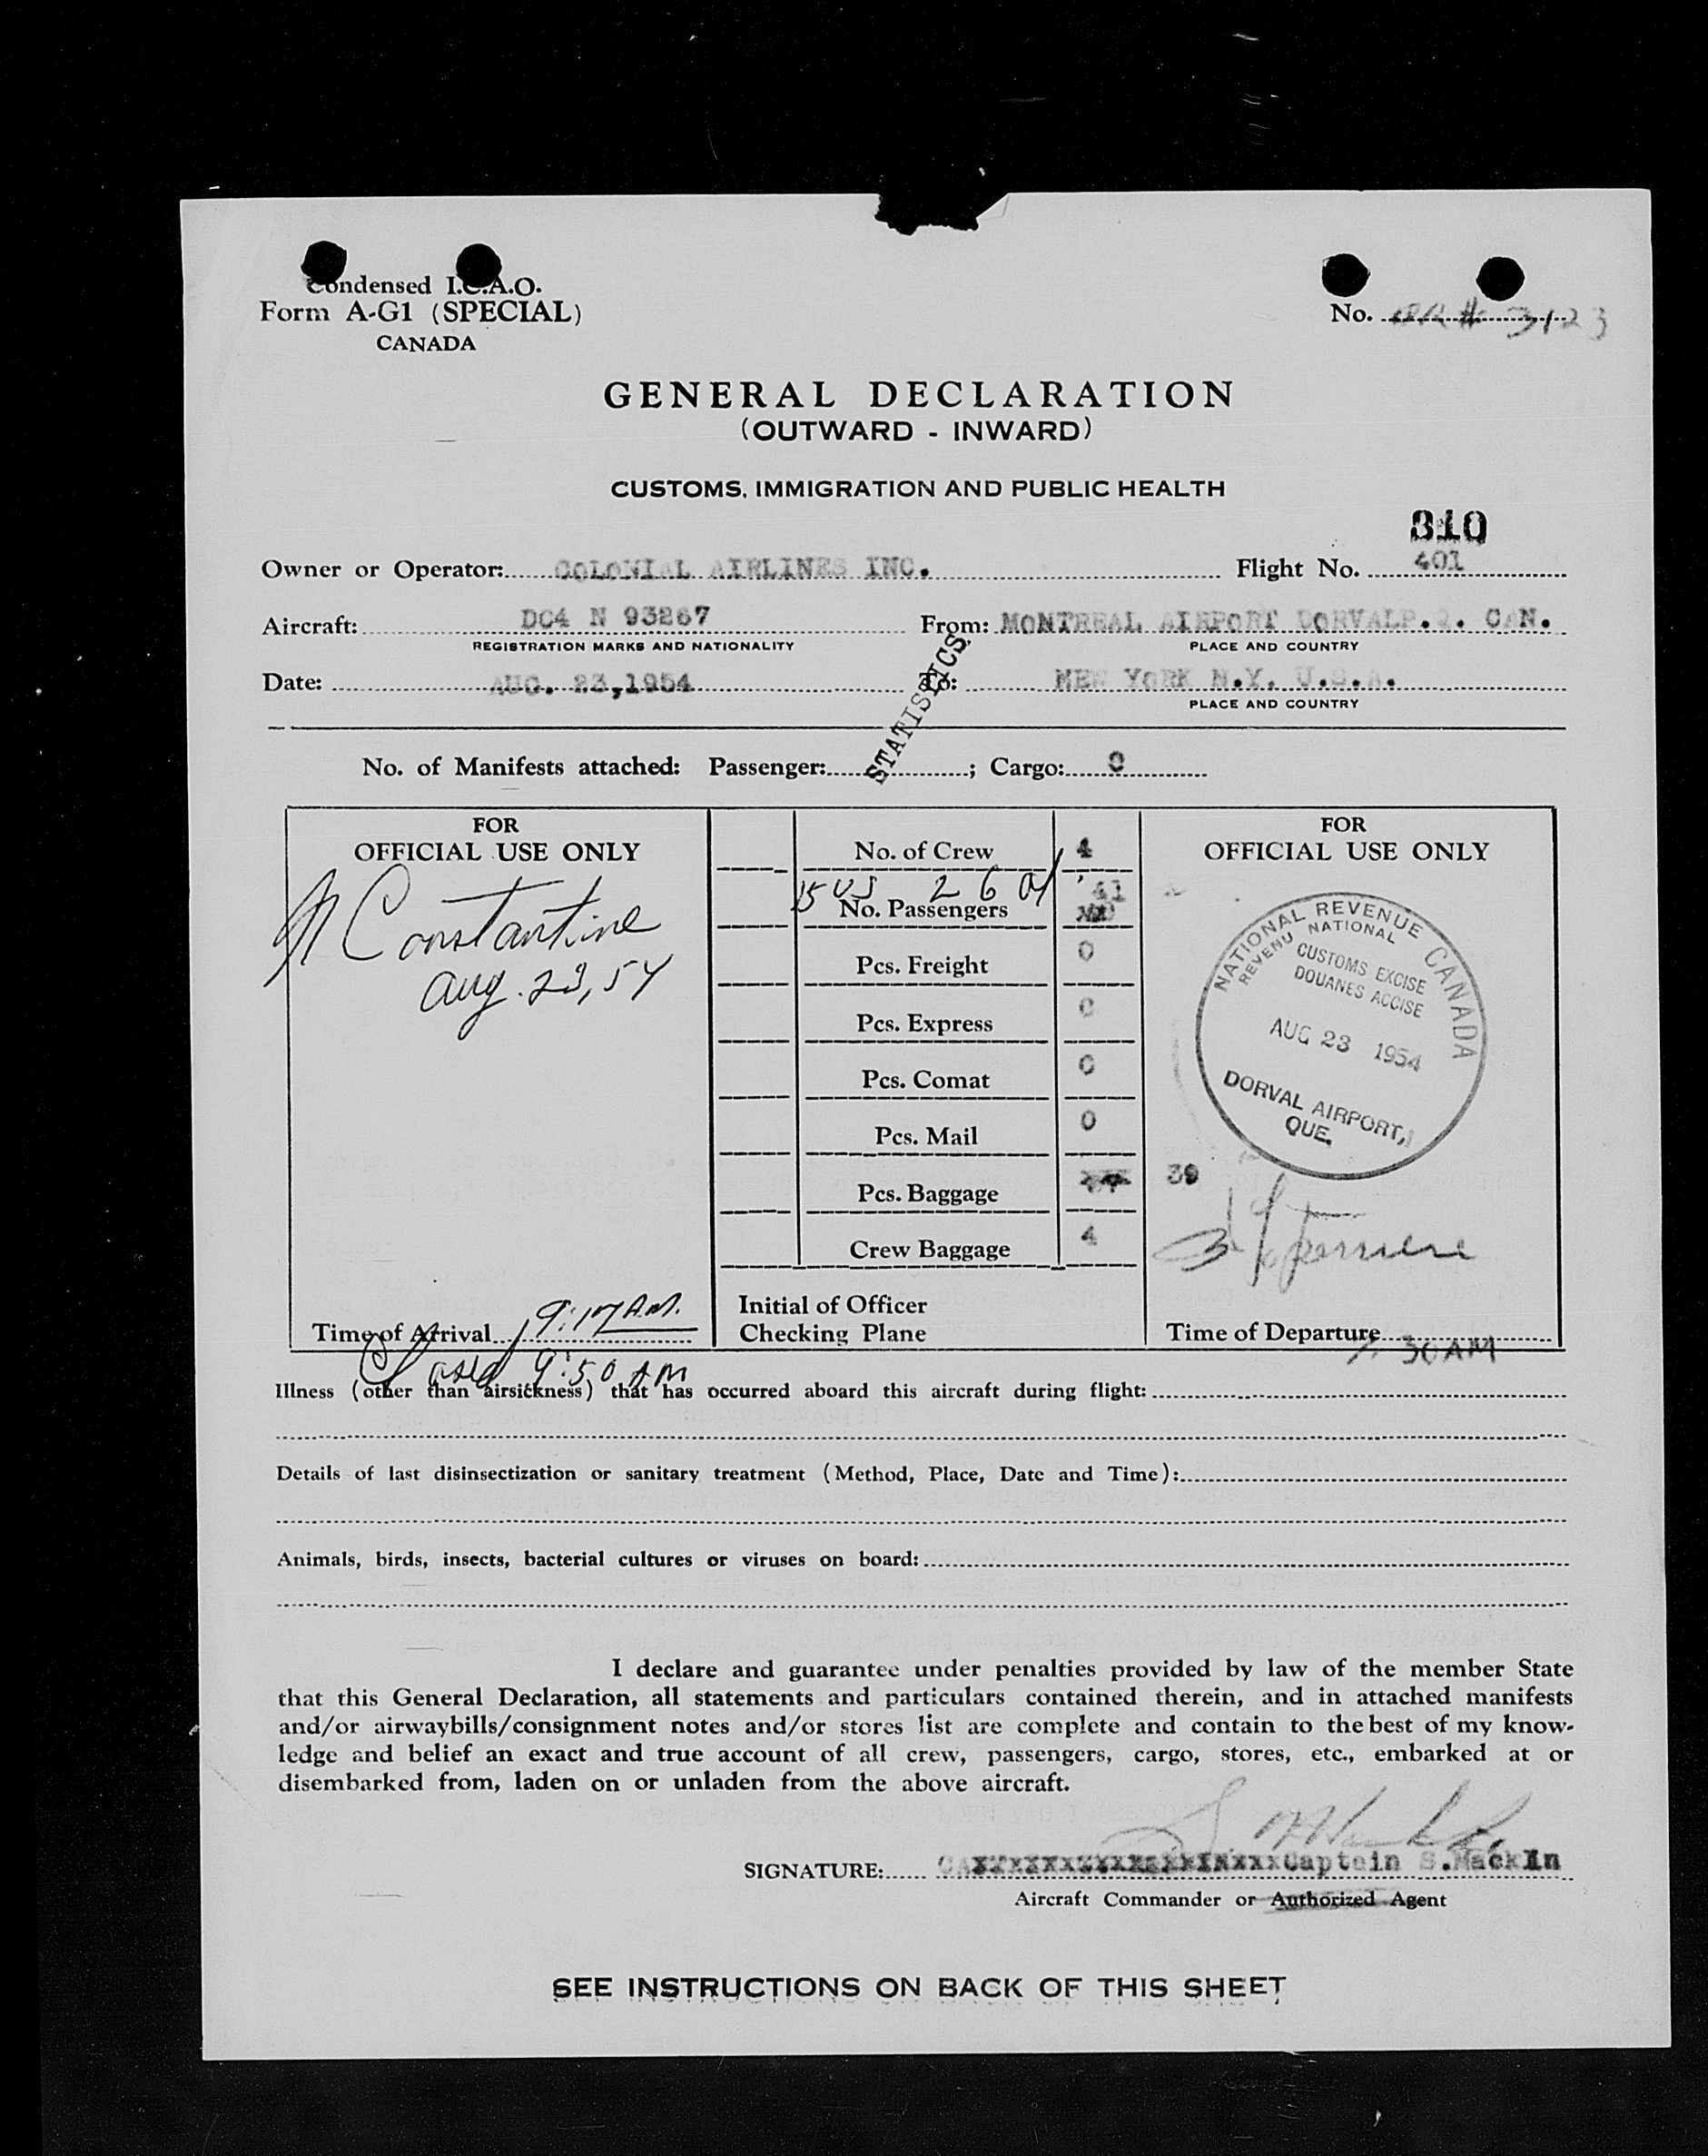 Condensed I.C.A.O.
Form A-G1 (SPECIAL)
CANADA
No. # 3123
GENERAL DECLARATION
(OUTWARD - INWARD)
CUSTOMS, IMMIGRATION AND PUBLIC HEALTH
310
Owner or Operator: COLONIAL AIRLINES INC. Flight No. 401
Aircraft: DC4 N 93267 From: MONTREAL AIRPORT DORVAL P.Q. CAN.
REGISTRATION MARKS AND NATIONALITY PLACE AND COUNTRY
Date: AUG. 23,1954 To: NEW YORK N.Y. U.S.A.
PLACE AND COUNTRY
STATISTICS
No. of Manifests attached: Passenger: ; Cargo: 0
FOR
OFFICIAL USE ONLY
N Constantine
Aug. 23, 54
Time of Arrival 9:17 A.M.
Closed 9:50 AM
No. of Crew 4
15 US 26
No. Passengers 41
Pcs. Freight 0
Pcs. Express 0
Pcs. Comat 0
Pcs. Mail 0
Pcs. Baggage 39
Crew Baggage 4
Initial of Officer
Checking Plane
FOR
OFFICIAL USE ONLY
NATIONAL REVENUE CANADA
REVENU NATIONAL
CUSTOMS EXCISE
DOUANES ACCISE
AUG 23 1954
DORVAL AIRPORT,
QUE.
Time of Departure 30 AM
Illness (other than airsickness) that has occurred aboard this aircraft during flight:
Details of last disinsectization or sanitary treatment (Method, Place, Date and Time):
Animals, birds, insects, bacterial cultures or viruses on board:
I declare and guarantee under penalties provided by law of the member State
that this General Declaration, all statements and particulars contained therein, and in attached manifests
and/or airwaybills/consignment notes and/or stores list are complete and contain to the best of my know-
ledge and belief an exact and true account of all crew, passengers, cargo, stores, etc., embarked at or
disembarked from, laden on or unladen from the above aircraft.
SIGNATURE: Captain S.Macklin
Aircraft Commander or Authorized Agent
SEE INSTRUCTIONS ON BACK OF THIS SHEET